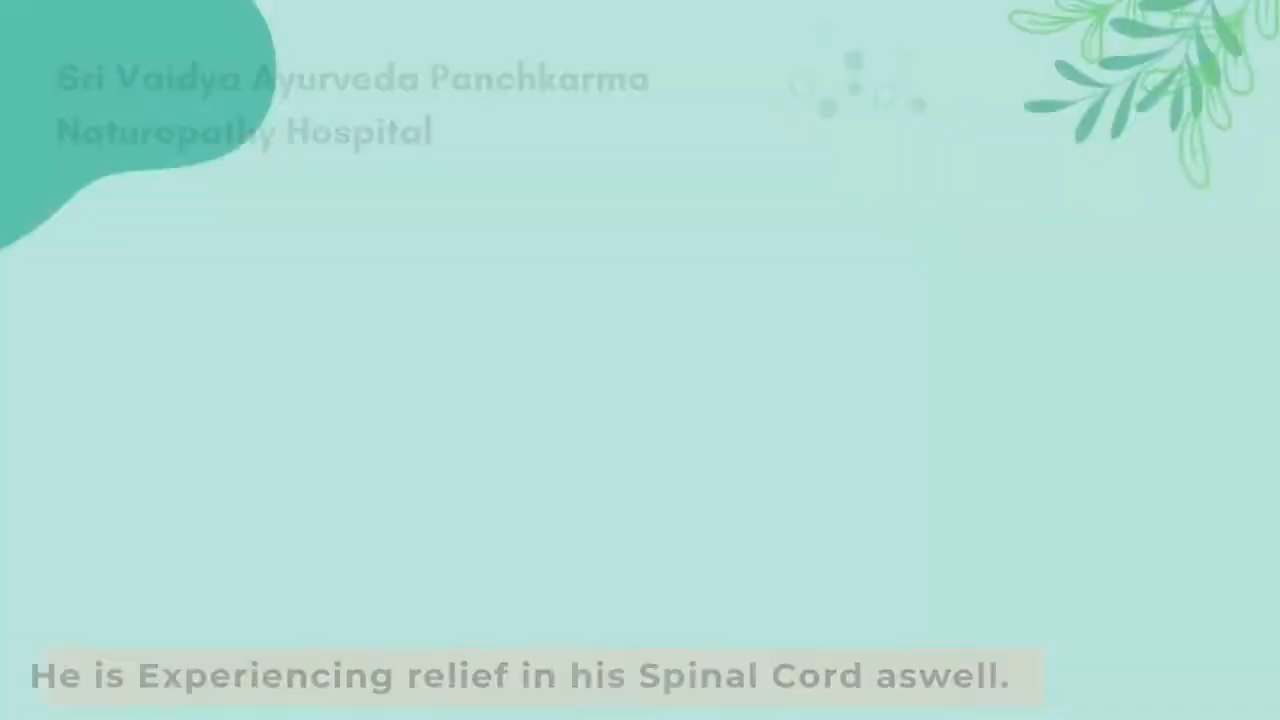 Sri Vaidya Ayurveda Panchkarma
Naturopathy Hospital
He is Experiencing relief in his Spinal Cord aswell.